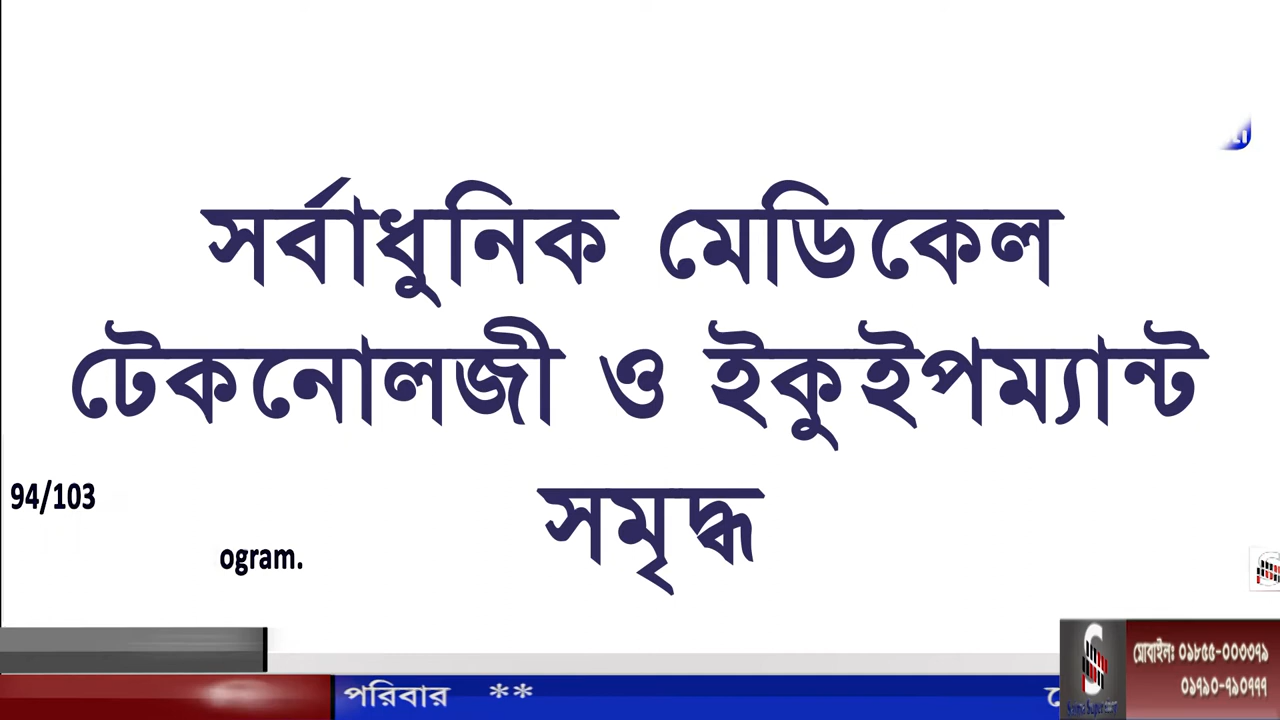 সর্বাধুনিক মেডিকেল
টেকনোলজী ও ইকুইপম্যান্ট
94/103
সমৃদ্ধ
ogram.
মোবাইলঃ ০১৮৫৫-০০৩৩৭১
০১৭১০-৭১০৭৭৭
পরিবার **